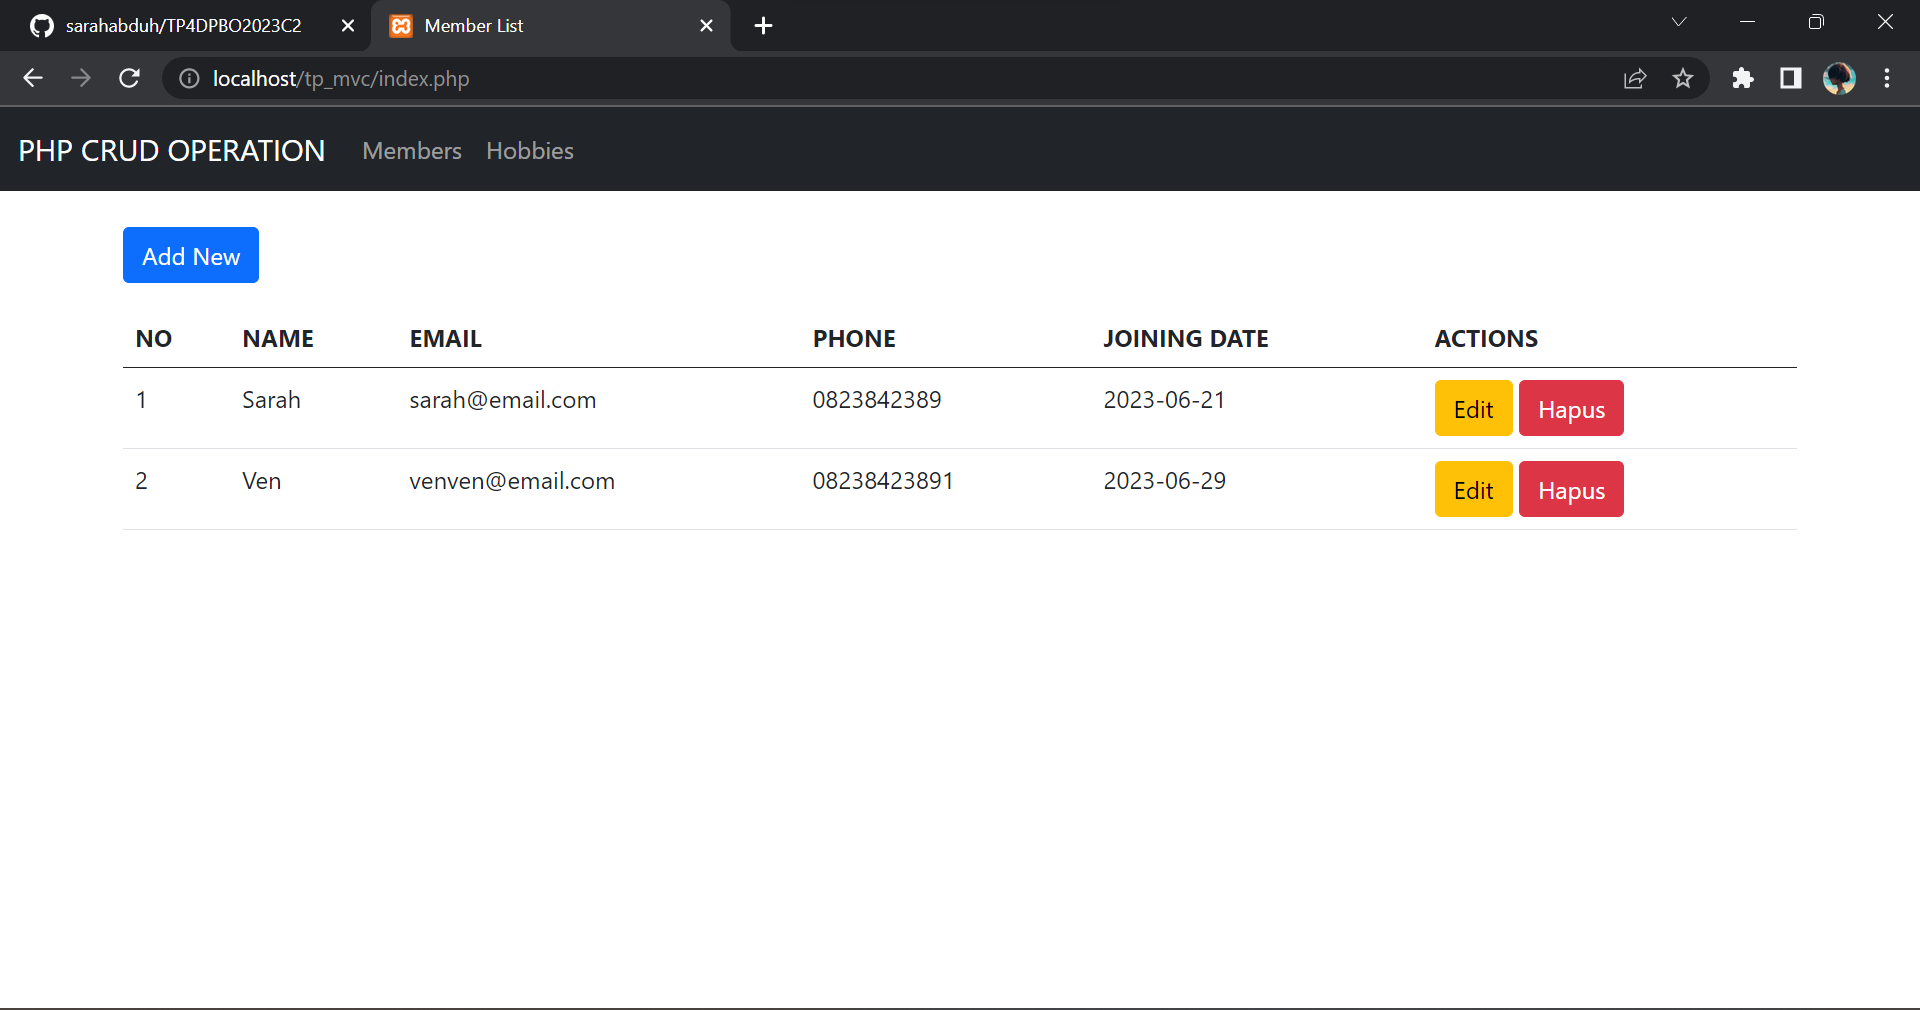 sarahabduh/TP4DPBO2023C2
Member List
localhost/tp_mvc/index.php
PHP CRUD OPERATION Members Hobbies
Add New
NO NAME EMAIL PHONE JOINING DATE ACTIONS
1 Sarah sarah@email.com 0823842389 2023-06-21 Edit Hapus
2 Ven venven@email.com 08238423891 2023-06-29 Edit Hapus